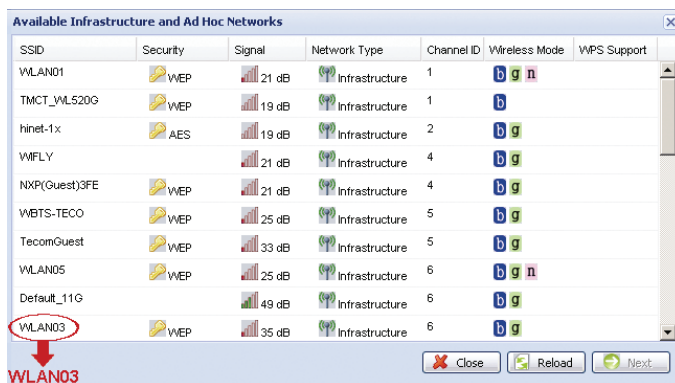 Available Infrastructure and Ad Hoc Networks
SSID Security Signal Network Type Channel ID Wireless Mode WPS Support
WLAN01 WEP 21 dB Infrastructure 1 b g n
TMCT_WL520G WEP 19 dB Infrastructure 1 b
hinet-1x AES 19 dB Infrastructure 2 b g
WIFLY 21 dB Infrastructure 4 b g
NXP(Guest)3FE WEP 21 dB Infrastructure 4 b g
WBTS-TECO WEP 25 dB Infrastructure 5 b g
TecomGuest WEP 33 dB Infrastructure 5 b g
WLAN05 WEP 25 dB Infrastructure 6 b g n
Default_11G 49 dB Infrastructure 6 b g
WLAN03 WEP 35 dB Infrastructure 6 b g
Close Reload Next
WLAN03